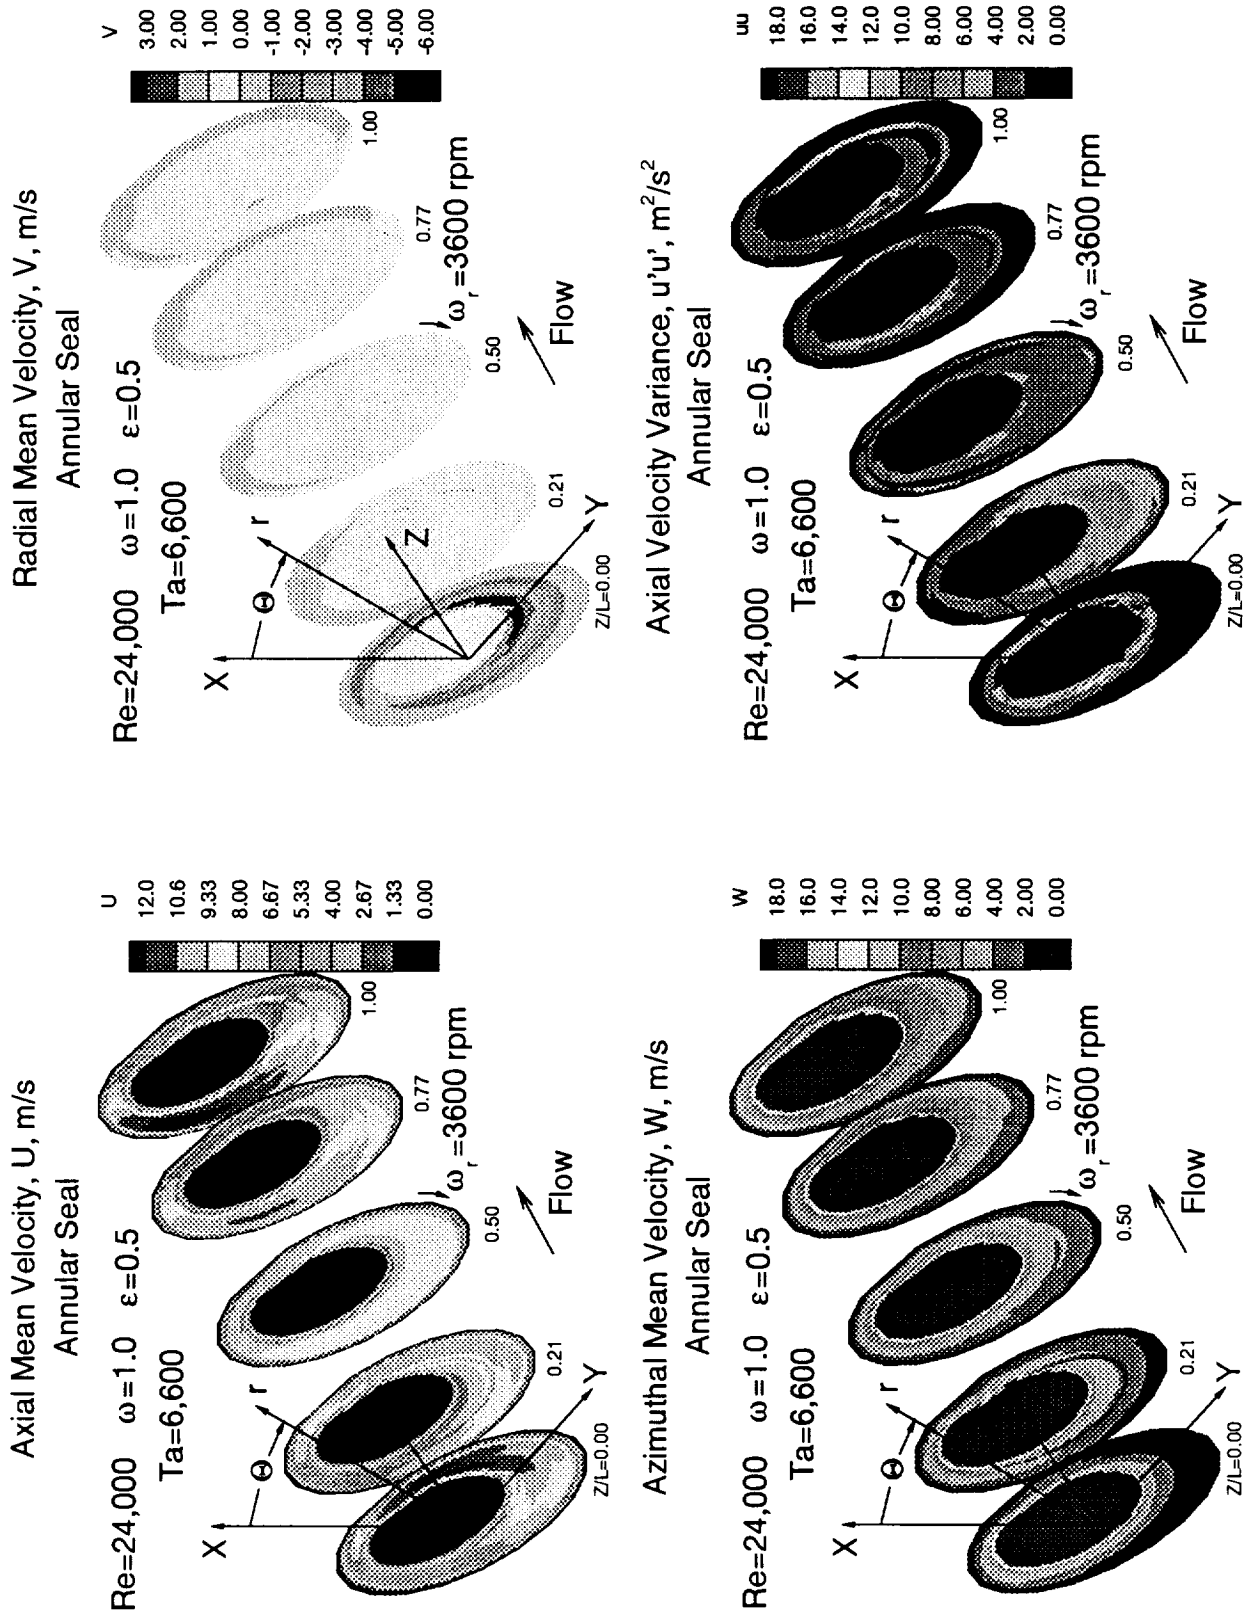 Axial Mean Velocity, U, m/s
Annular Seal
Re=24,000 ω=1.0 ε=0.5
Ta=6,600
U
12.0
10.6
9.33
8.00
6.67
5.33
4.00
2.67
1.33
0.00
X
Θ
r
Y
Z/L=0.00
0.21
0.50
0.77
1.00
ωr=3600 rpm
Flow
Radial Mean Velocity, V, m/s
Annular Seal
Re=24,000 ω=1.0 ε=0.5
Ta=6,600
V
3.00
2.00
1.00
0.00
-1.00
-2.00
-3.00
-4.00
-5.00
-6.00
X
Θ
r
Z
Y
Z/L=0.00
0.21
0.50
0.77
1.00
ωr=3600 rpm
Flow
Azimuthal Mean Velocity, W, m/s
Annular Seal
Re=24,000 ω=1.0 ε=0.5
Ta=6,600
W
18.0
16.0
14.0
12.0
10.0
8.00
6.00
4.00
2.00
0.00
X
Θ
r
Y
Z/L=0.00
0.21
0.50
0.77
1.00
ωr=3600 rpm
Flow
Axial Velocity Variance, u'u', m²/s²
Annular Seal
Re=24,000 ω=1.0 ε=0.5
Ta=6,600
uu
18.0
16.0
14.0
12.0
10.0
8.00
6.00
4.00
2.00
0.00
X
Θ
r
Y
Z/L=0.00
0.21
0.50
0.77
1.00
ωr=3600 rpm
Flow